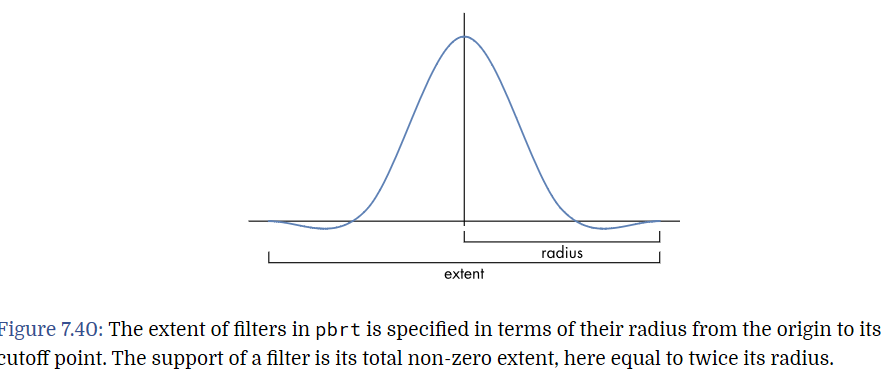 radius
extent
Figure 7.40: The extent of filters in pbrt is specified in terms of their radius from the origin to its
cutoff point. The support of a filter is its total non-zero extent, here equal to twice its radius.